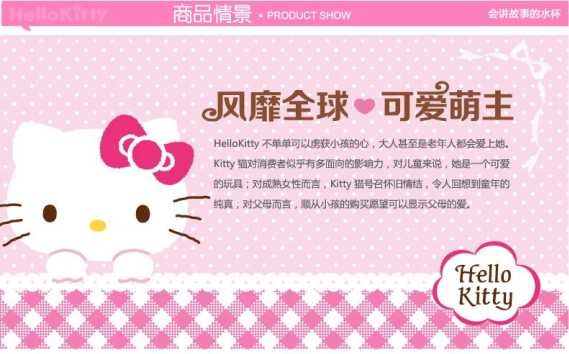 HelloKitty
商品情景 • PRODUCT SHOW
会讲故事的水杯
风靡全球 可爱萌主
HelloKitty 不单单可以虏获小孩的心，大人甚至是老年人都会爱上她。
Kitty 猫对消费者似乎有多面向的影响力，对儿童来说，她是一个可爱
的玩具；对成熟女性而言，Kitty 猫号召怀旧情结，令人回想到童年的
纯真，对父母而言，顺从小孩的购买愿望可以显示父母的爱。
Hello
Kitty